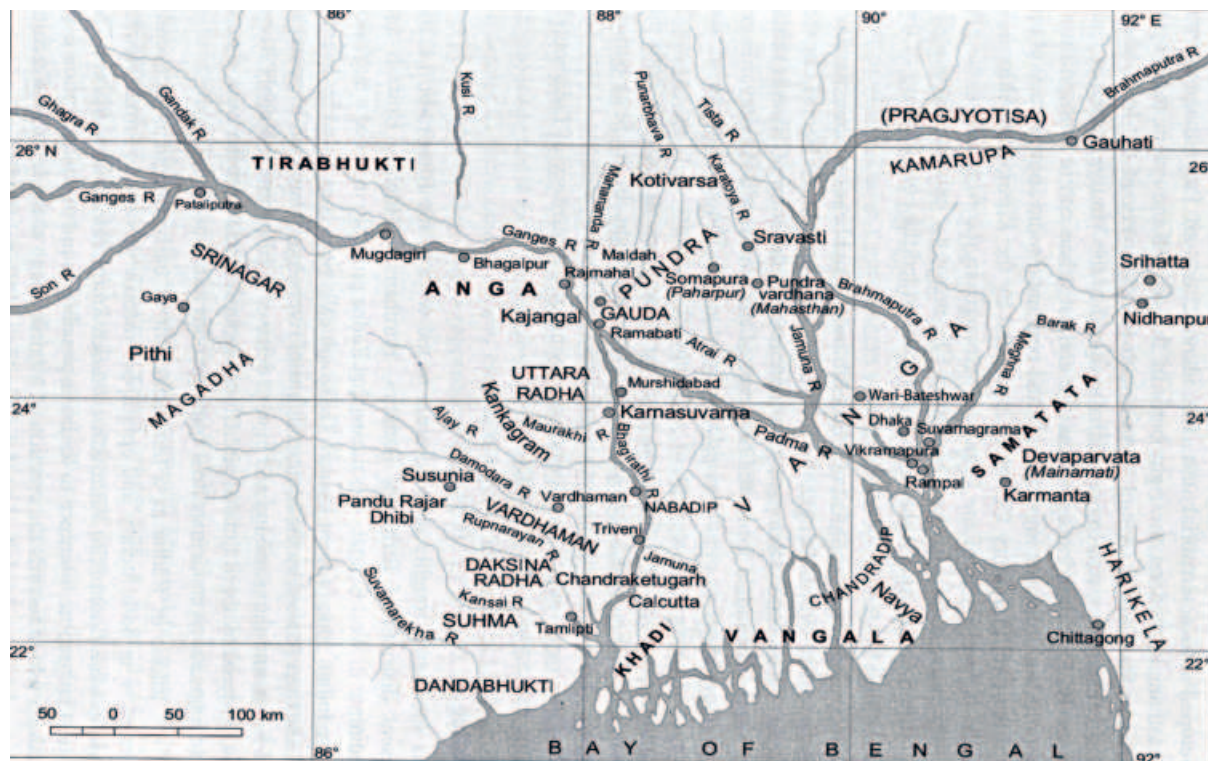 86°
88°
90°
92° E
Ghagra R
Gandak R
Kusi R
Punarbhava R
Tista R
Brahmaputra R
(PRAGJYOTISA)
26° N
TIRABHUKTI
KAMARUPA
Gauhati
26
Ganges R
Pataliputra
Mahananda R
Kotivarsa
Karatoya R
Son R
SRINAGAR
Mugdagiri
Ganges R
Bhagalpur
Maldah
PUNDRA
Sravasti
Rajmahal
Somapura
(Paharpur)
Pundra
vardhana
(Mahasthan)
Brahmaputra R
Srihatta
Gaya
ANGA
Kajangal
GAUDA
Ramabati
Nidhanpur
Pithi
MAGADHA
Atrai R
Jamuna R
Meghna R
Barak R
UTTARA
RADHA
Murshidabad
Wari-Bateshwar
24°
24°
Kankagram
Karnasuvarna
Dhaka
Suvarnagrama
SAMATATA
Ajay R
Maurakhi R
Bhagirathi R
Padma R
VANGA
Vikramapura
Devaparvata
(Mainamati)
Damodara R
Rampal
Karmanta
Susunia
Pandu Rajar
Dhibi
Vardhaman
NABADIP
VARDHAMAN
Rupnarayan R
Triveni
Jamuna
DAKSINA
RADHA
Chandraketugarh
CHANDRADIP
HARIKELA
Suvarnarekha R
Kansai R
Calcutta
Navya
SUHMA
Tamlipti
KHADI
VANGALA
Chittagong
22°
22°
DANDABHUKTI
50 0 50 100 km
86°
BAY OF BENGAL
92°